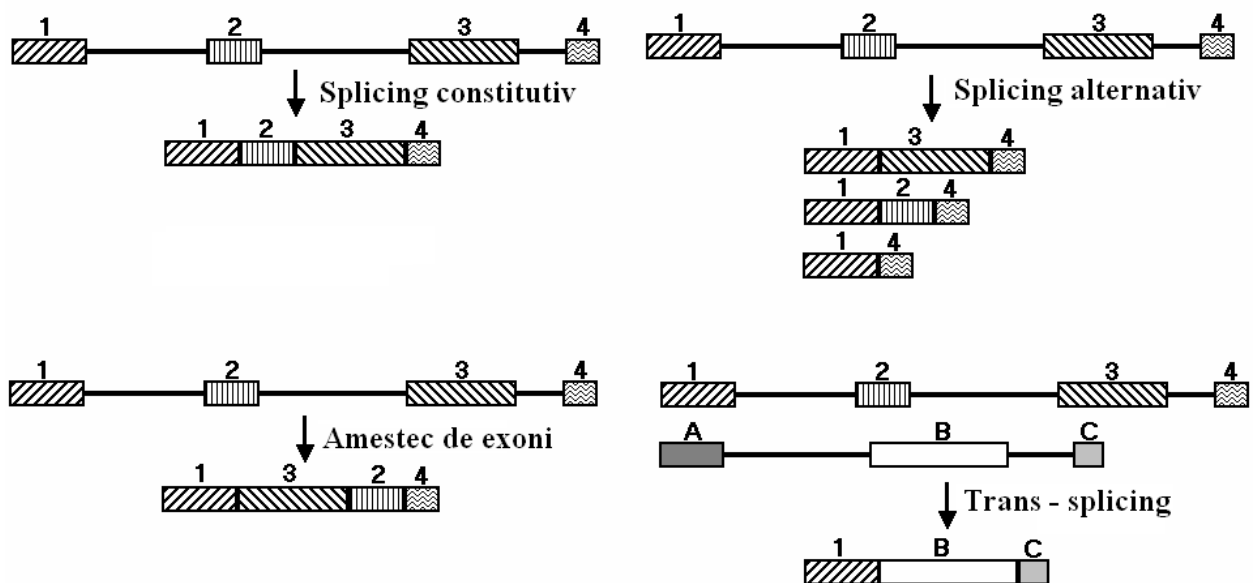 1 2 3 4
Splicing constitutiv
1 2 3 4
1 2 3 4
Splicing alternativ
1 3 4
1 2 4
1 4
1 2 3 4
Amestec de exoni
1 3 2 4
1 2 3 4
A B C
Trans - splicing
1 B C